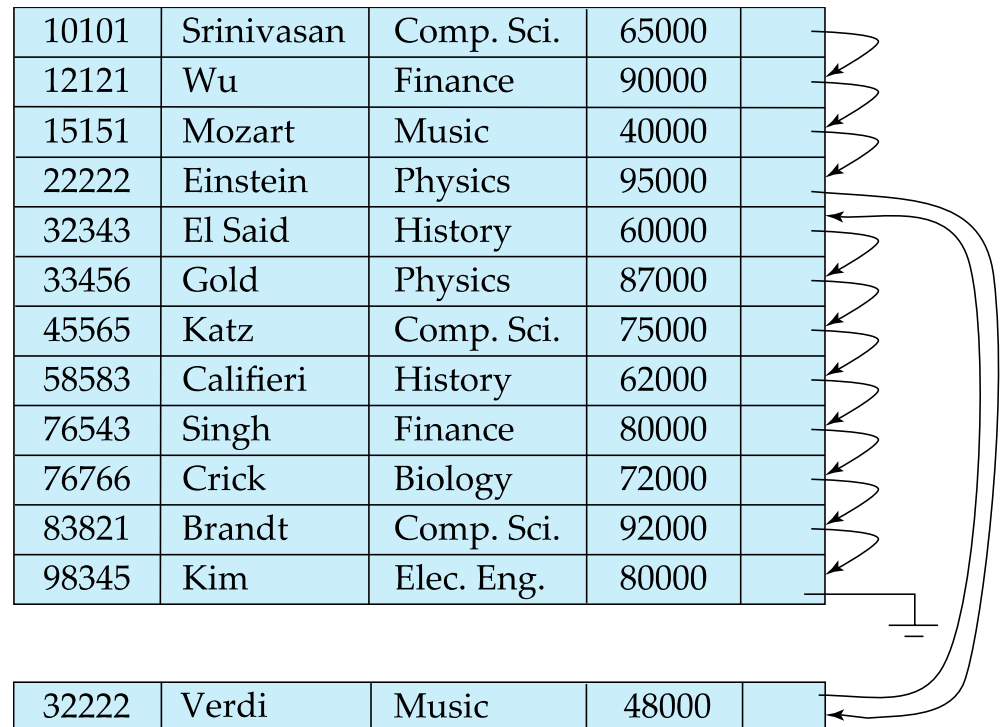 10101 Srinivasan Comp. Sci. 65000
12121 Wu Finance 90000
15151 Mozart Music 40000
22222 Einstein Physics 95000
32343 El Said History 60000
33456 Gold Physics 87000
45565 Katz Comp. Sci. 75000
58583 Califieri History 62000
76543 Singh Finance 80000
76766 Crick Biology 72000
83821 Brandt Comp. Sci. 92000
98345 Kim Elec. Eng. 80000
32222 Verdi Music 48000